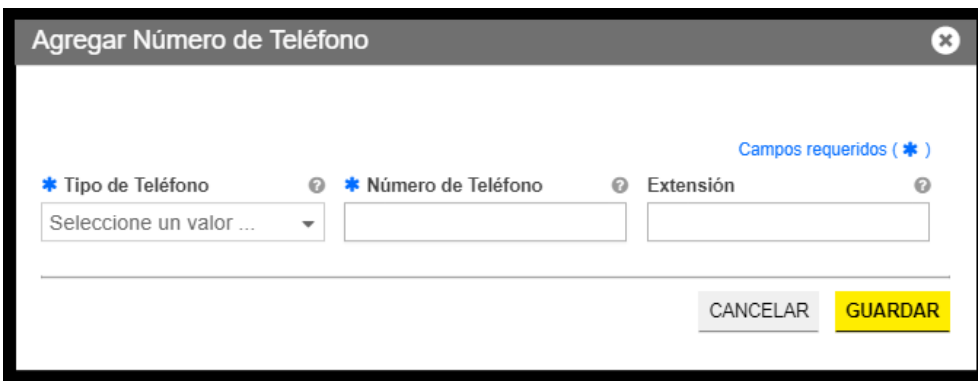 Agregar Número de Teléfono
Campos requeridos ( * )
* Tipo de Teléfono ? * Número de Teléfono ? Extensión ?
Seleccione un valor ...
CANCELAR GUARDAR